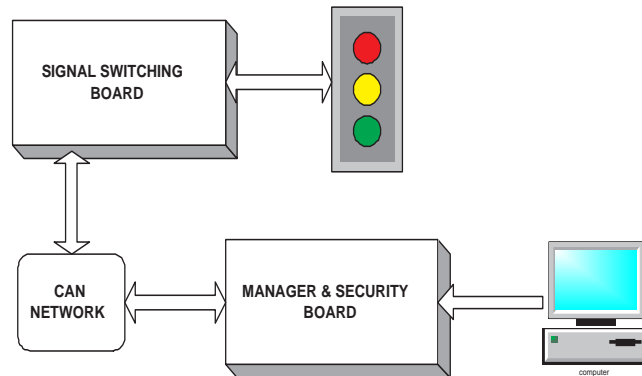 SIGNAL SWITCHING
BOARD
CAN
NETWORK
MANAGER & SECURITY
BOARD
computer